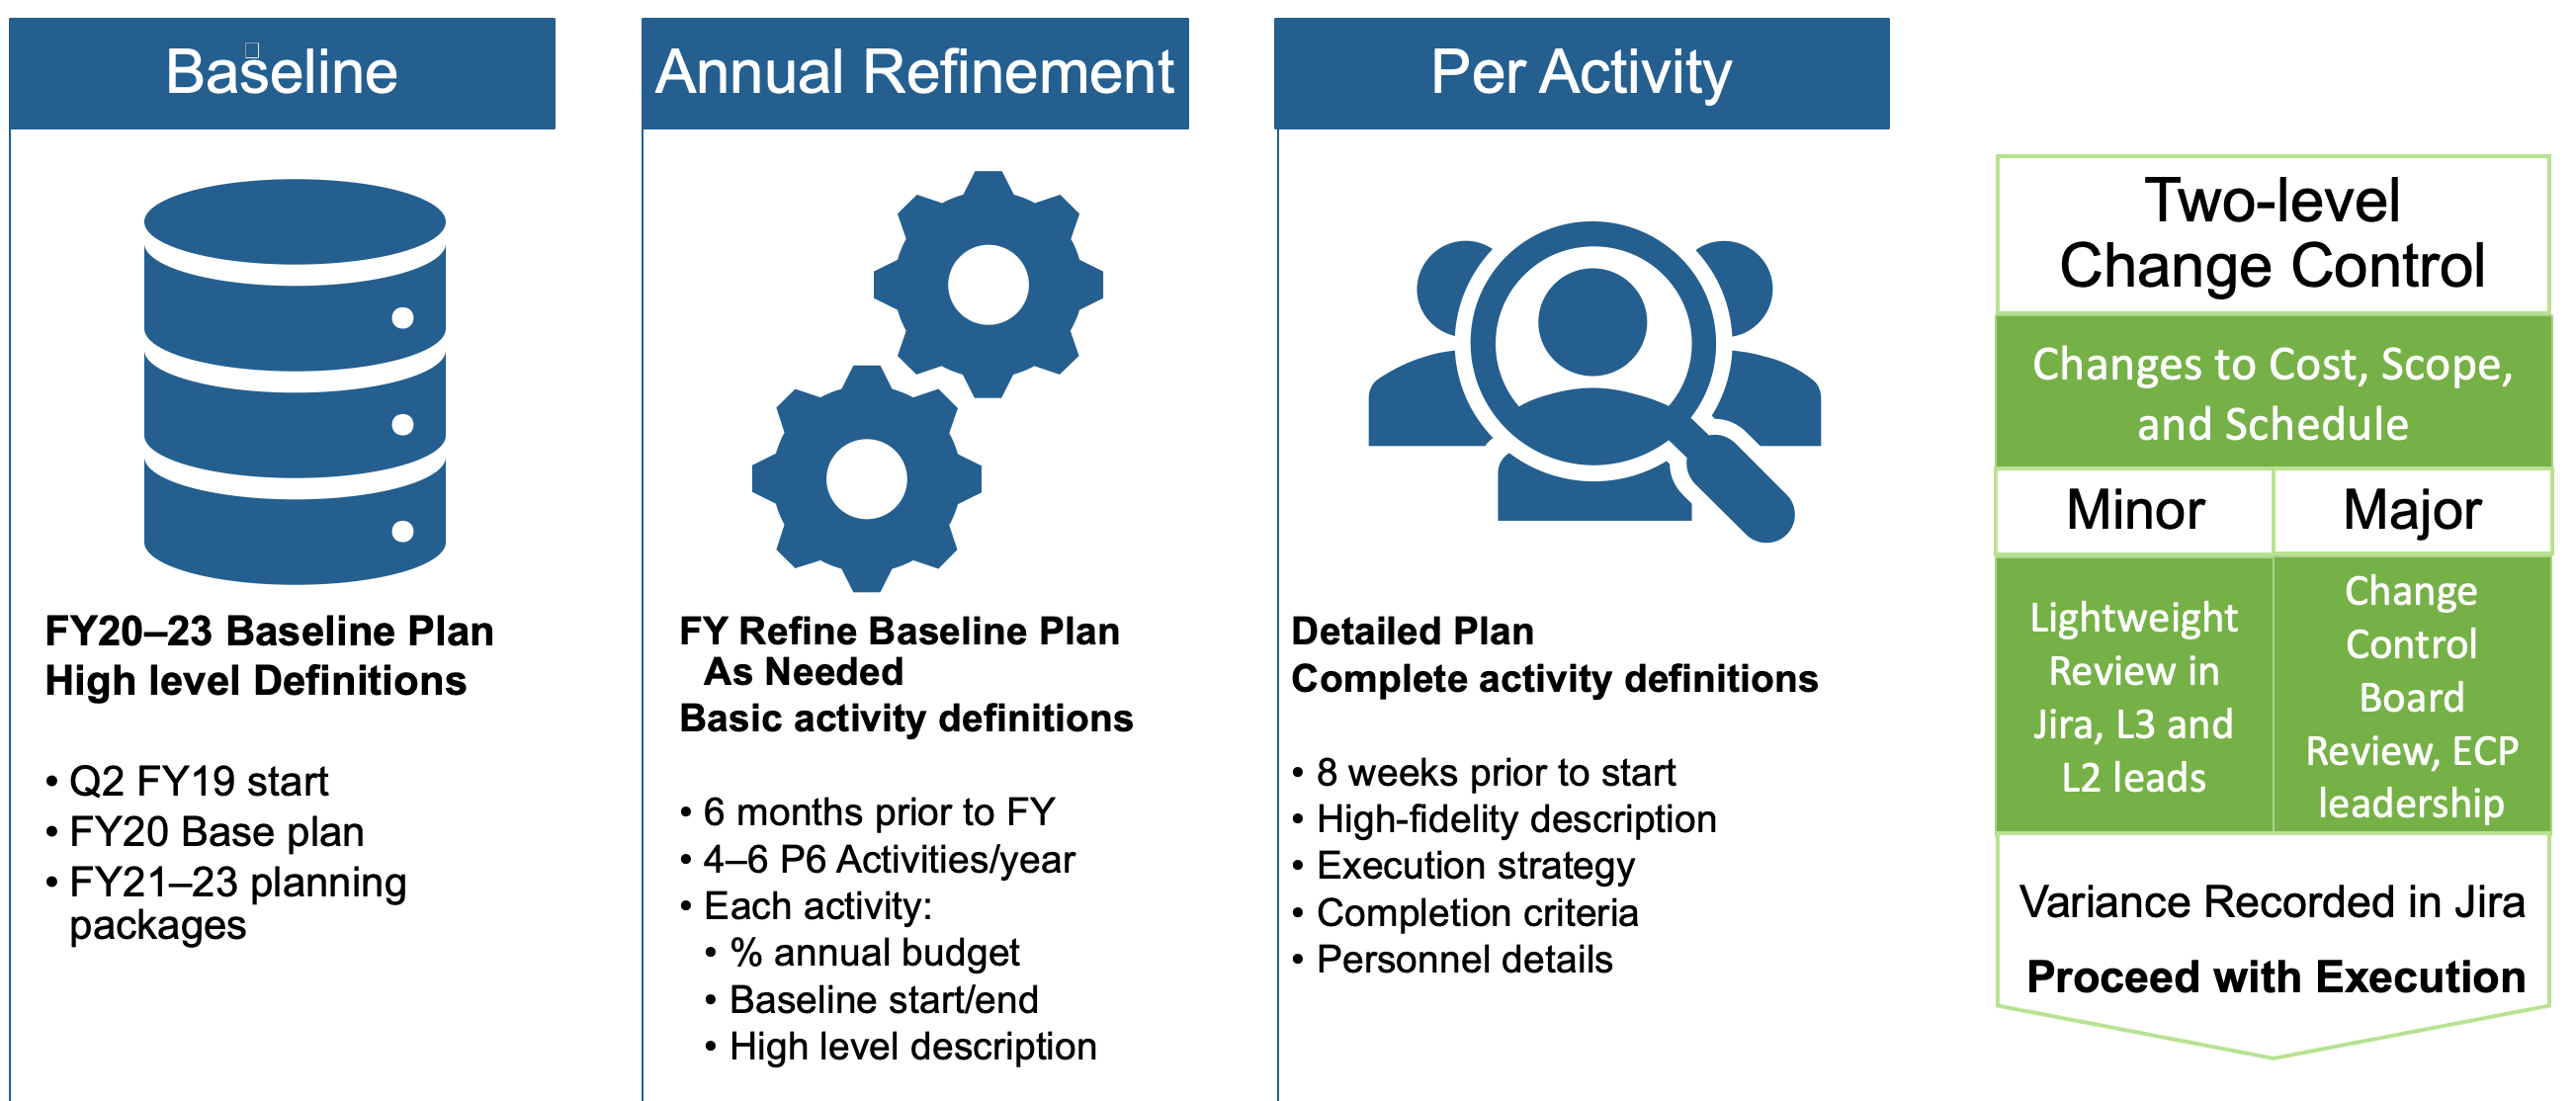 Baseline
FY20–23 Baseline Plan
High level Definitions
• Q2 FY19 start
• FY20 Base plan
• FY21–23 planning
packages
Annual Refinement
FY Refine Baseline Plan
As Needed
Basic activity definitions
• 6 months prior to FY
• 4–6 P6 Activities/year
• Each activity:
• % annual budget
• Baseline start/end
• High level description
Per Activity
Detailed Plan
Complete activity definitions
• 8 weeks prior to start
• High-fidelity description
• Execution strategy
• Completion criteria
• Personnel details
Two-level
Change Control
Changes to Cost, Scope,
and Schedule
Minor
Lightweight
Review in
Jira, L3 and
L2 leads
Major
Change
Control
Board
Review, ECP
leadership
Variance Recorded in Jira
Proceed with Execution